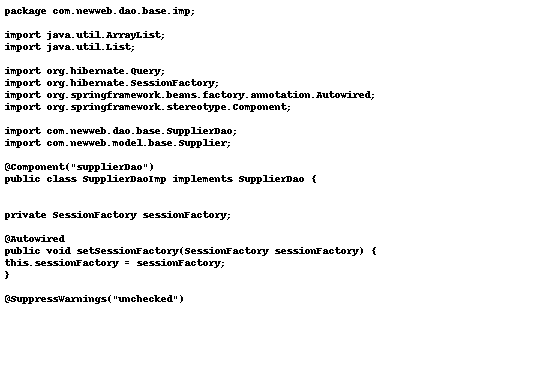 package com.newweb.dao.base.imp;
import java.util.ArrayList;
import java.util.List;
import org.hibernate.Query;
import org.hibernate.SessionFactory;
import org.springframework.beans.factory.annotation.Autowired;
import org.springframework.stereotype.Component;
import com.newweb.dao.base.SupplierDao;
import com.newweb.model.base.Supplier;
@Component("supplierDao")
public class SupplierDaoImp implements SupplierDao {
private SessionFactory sessionFactory;
@Autowired
public void setSessionFactory(SessionFactory sessionFactory) {
this.sessionFactory = sessionFactory;
}
@SuppressWarnings("unchecked")